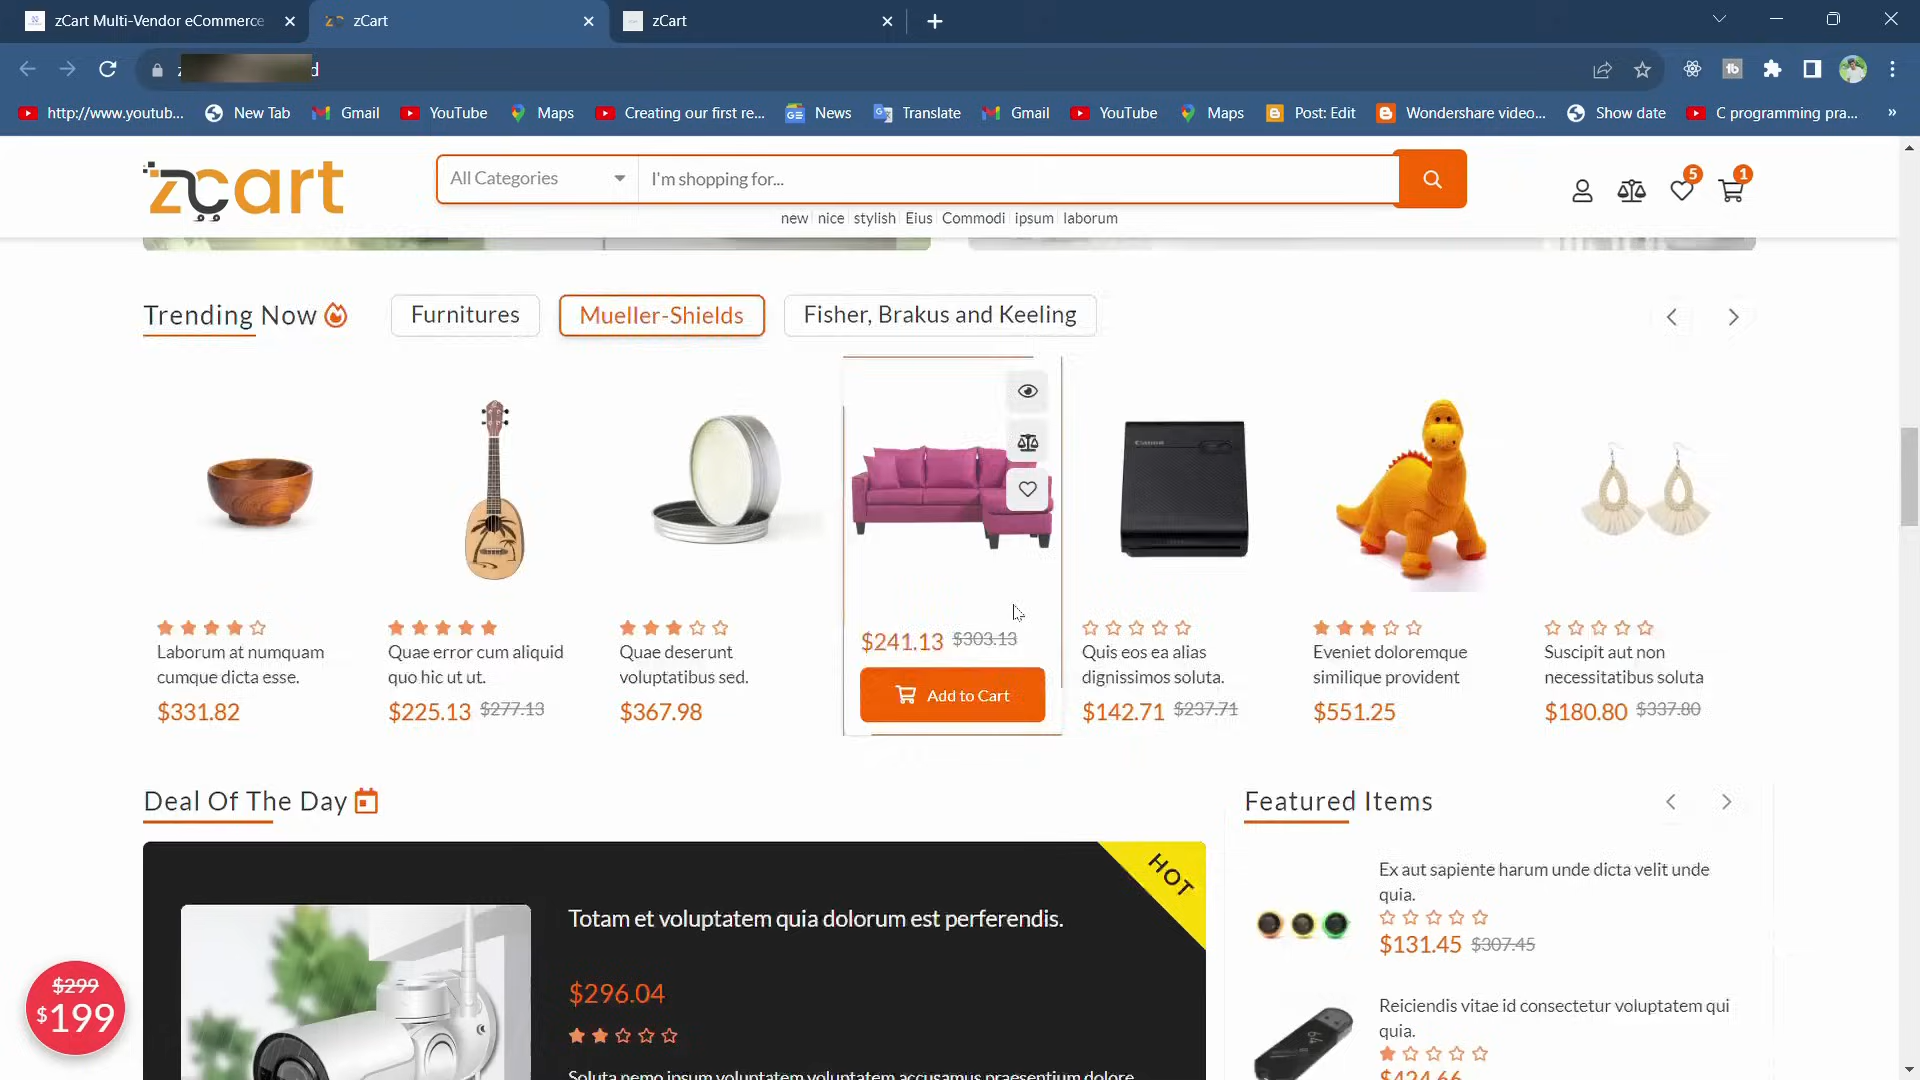 zCart Multi-Vendor eCommerce
zCart
zCart
http://www.youtub...
New Tab
Gmail
YouTube
Maps
Creating our first re...
News
Translate
Gmail
YouTube
Maps
Post: Edit
Wondershare video...
Show date
C programming pra...
zcart
All Categories
I'm shopping for...
5
1
new nice stylish Eius Commodi ipsum laborum
Trending Now
Furnitures
Mueller-Shields
Fisher, Brakus and Keeling
Canon
Laborum at numquam
cumque dicta esse.
$331.82
Quae error cum aliquid
quo hic ut ut.
$225.13 $277.13
Quae deserunt
voluptatibus sed.
$367.98
$241.13 $303.13
Add to Cart
Quis eos ea alias
dignissimos soluta.
$142.71 $237.71
Eveniet doloremque
similique provident
$551.25
Suscipit aut non
necessitatibus soluta
$180.80 $337.80
Deal Of The Day
HOT
Totam et voluptatem quia dolorum est perferendis.
$296.04
Soluta nemo ipsum voluptatem voluptatem accusamus praesentium dolore
Featured Items
Ex aut sapiente harum unde dicta velit unde
quia.
$131.45 $307.45
Reiciendis vitae id consectetur voluptatem qui
quia.
$424.66
$299
$199